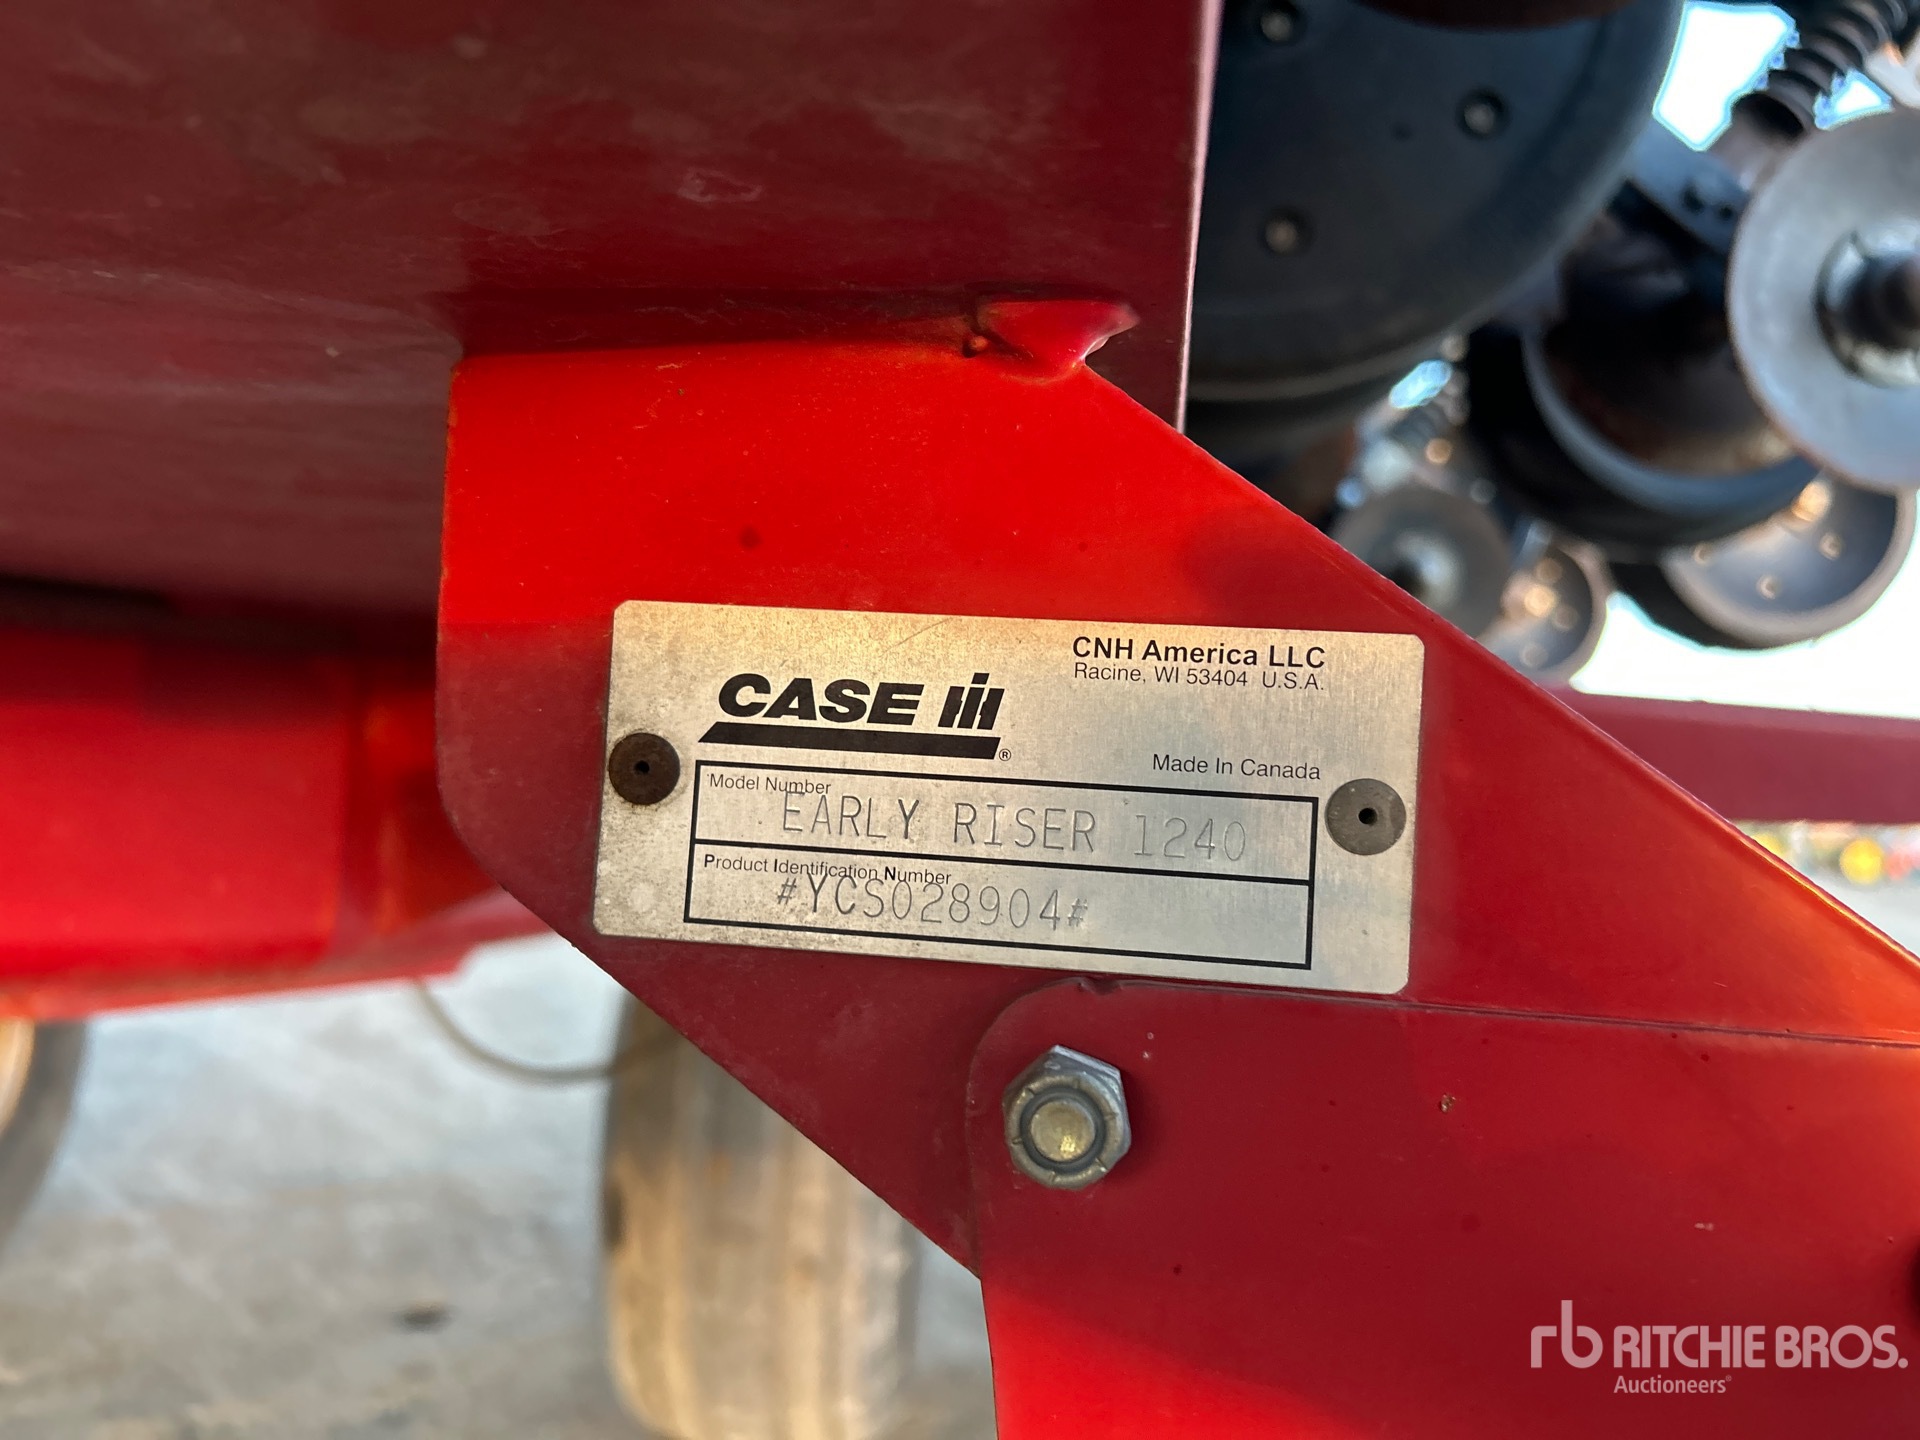 CNH America LLC
Racine, WI 53404 U.S.A.
CASE IH®
Made In Canada
Model Number
EARLY RISER 1240
Product Identification Number
#YCS028904#
rb RITCHIE BROS.
Auctioneers®